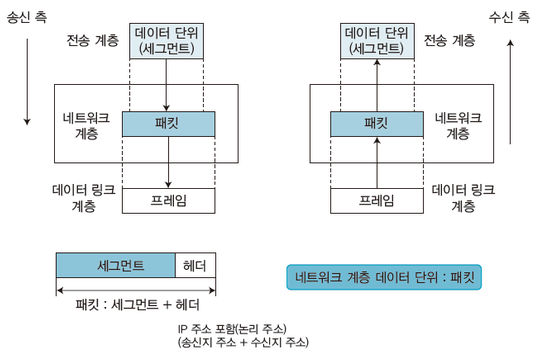 송신 측
수신 측
전송 계층
데이터 단위
(세그먼트)
데이터 단위
(세그먼트)
전송 계층
네트워크
계층
패킷
패킷
네트워크
계층
데이터 링크
계층
프레임
프레임
데이터 링크
계층
세그먼트
헤더
패킷 : 세그먼트 + 헤더
네트워크 계층 데이터 단위 : 패킷
IP 주소 포함(논리 주소)
(송신지 주소 + 수신지 주소)